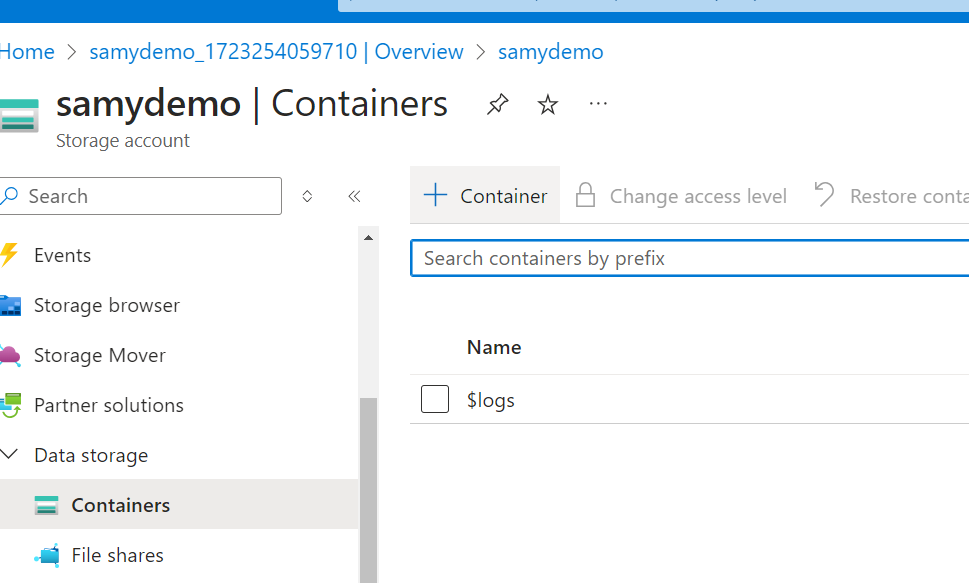 Home > samydemo_1723254059710 | Overview > samydemo
samydemo | Containers ...
Storage account
Search
Container Change access level Restore
Search containers by prefix
Events
Storage browser
Storage Mover
Partner solutions
Data storage
Containers
File shares
Name
$logs